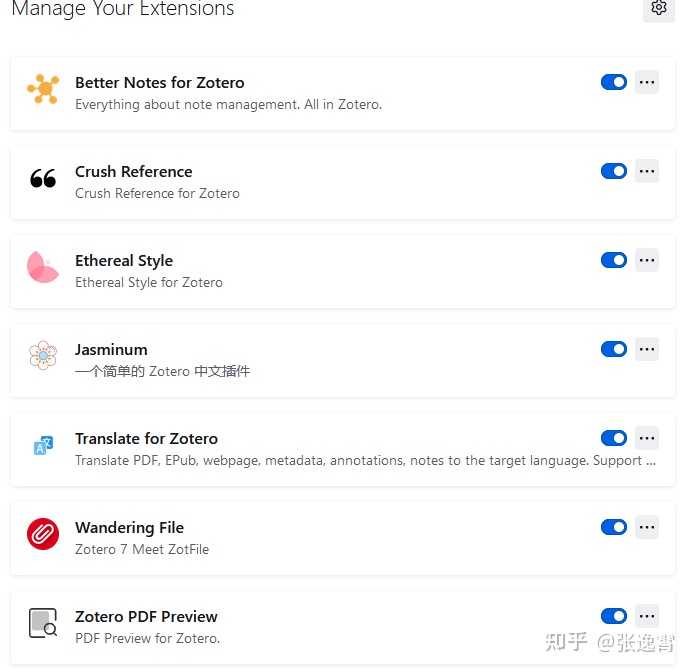 Manage Your Extensions
Better Notes for Zotero
Everything about note management. All in Zotero.
Crush Reference
Crush Reference for Zotero
Ethereal Style
Ethereal Style for Zotero
Jasminum
一个简单的 Zotero 中文插件
Translate for Zotero
Translate PDF, EPub, webpage, metadata, annotations, notes to the target language. Support ...
Wandering File
Zotero 7 Meet ZotFile
Zotero PDF Preview
PDF Preview for Zotero.
知乎 @张逸霄